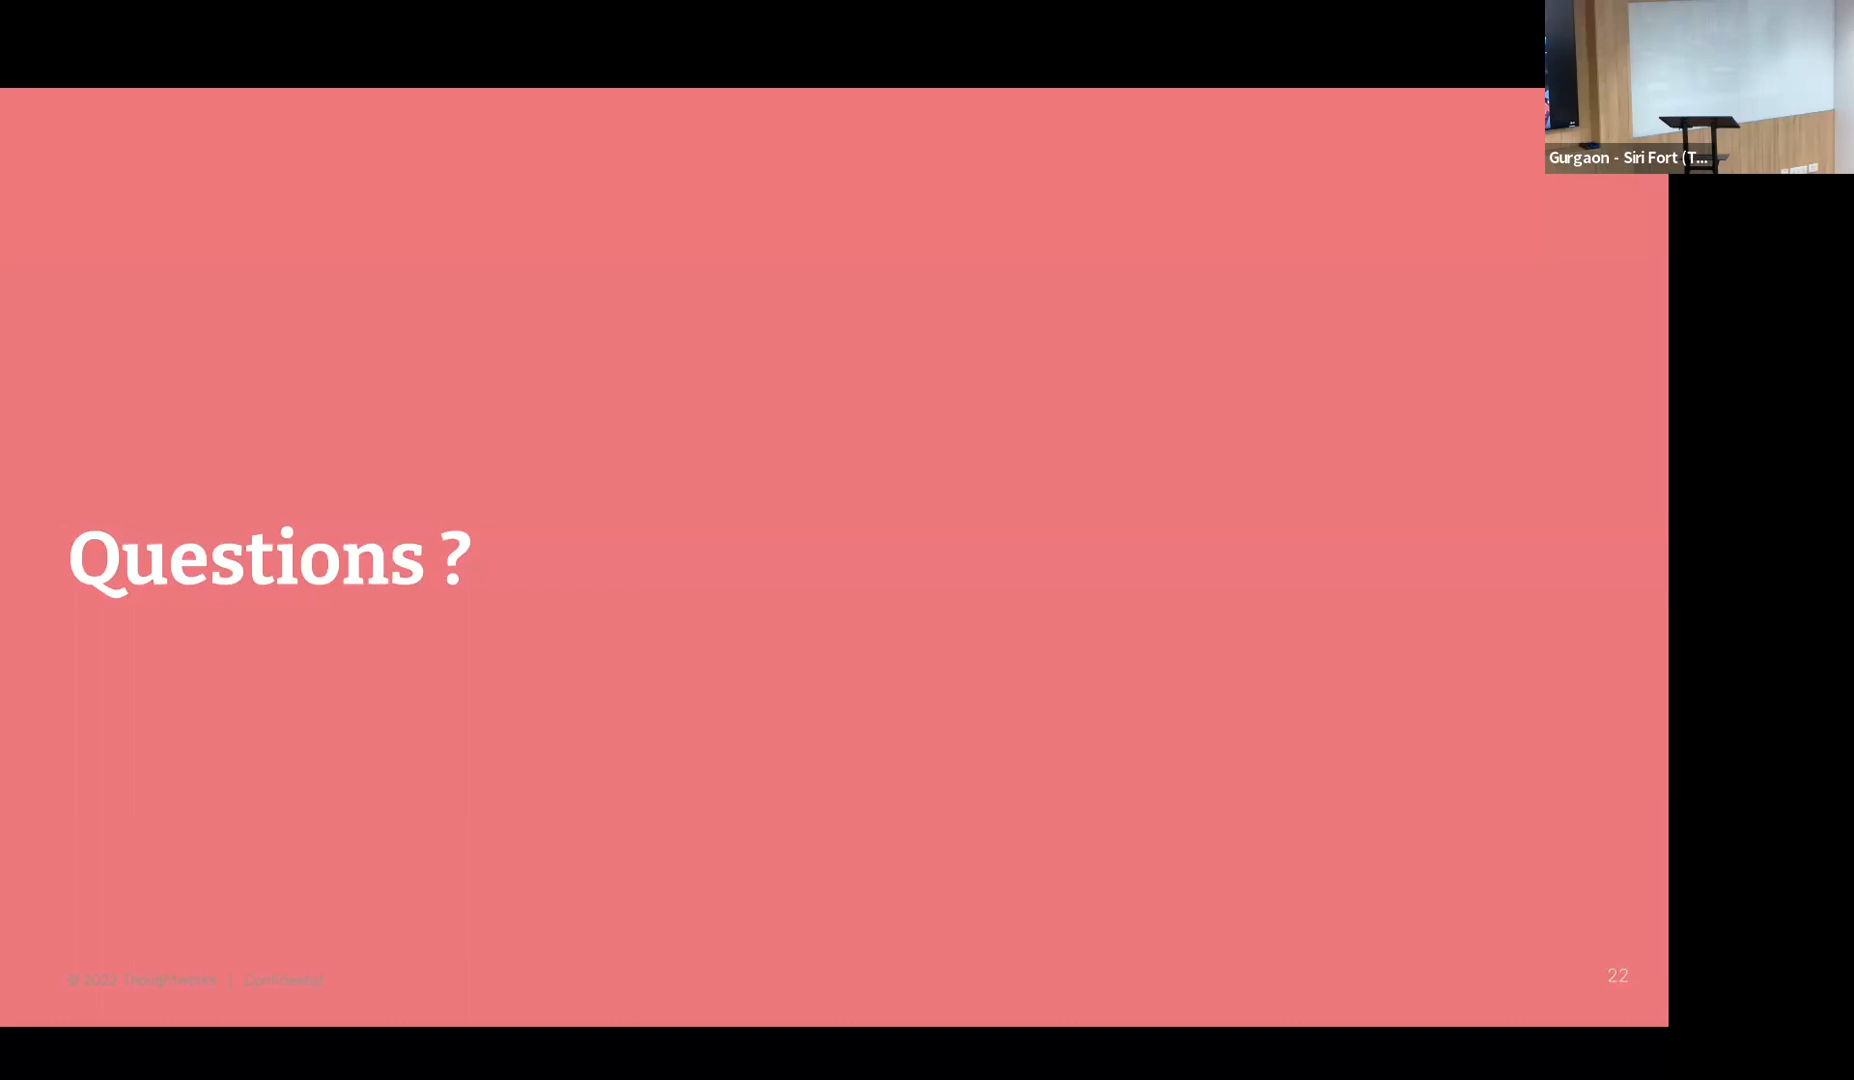 Gurgaon - Siri Fort (T...
Questions ?
© 2022 Thoughtworks | Confidential
22